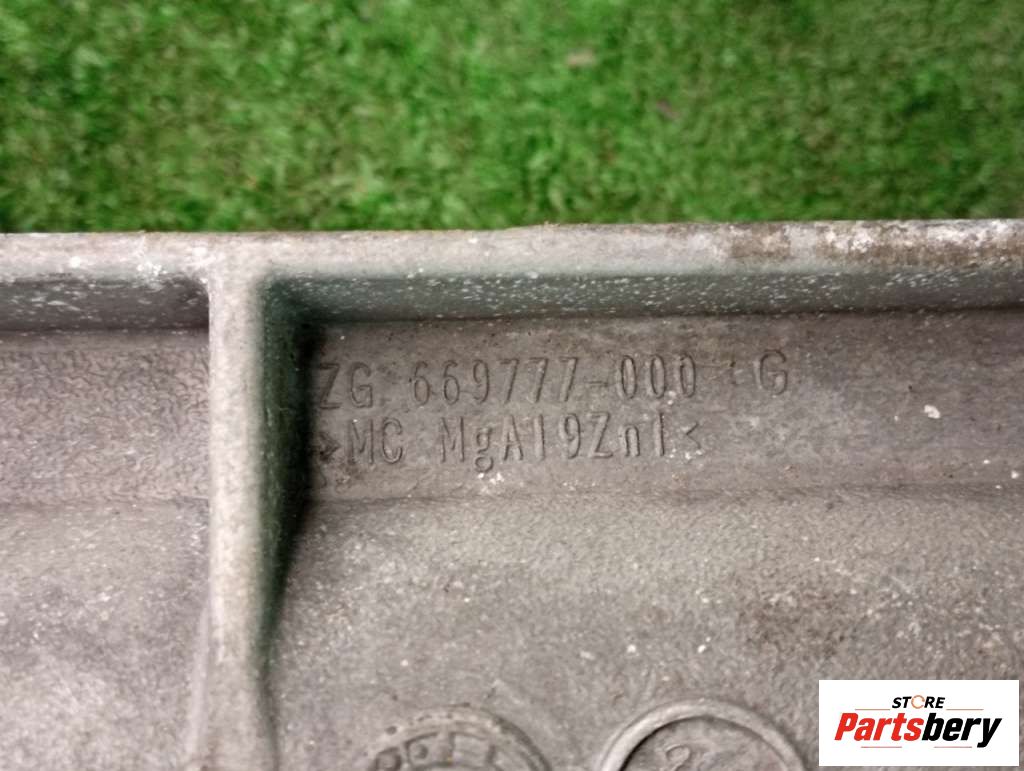 ZG 669777-000 G
>MC MgAl9Zn1<
STORE
Partsbery